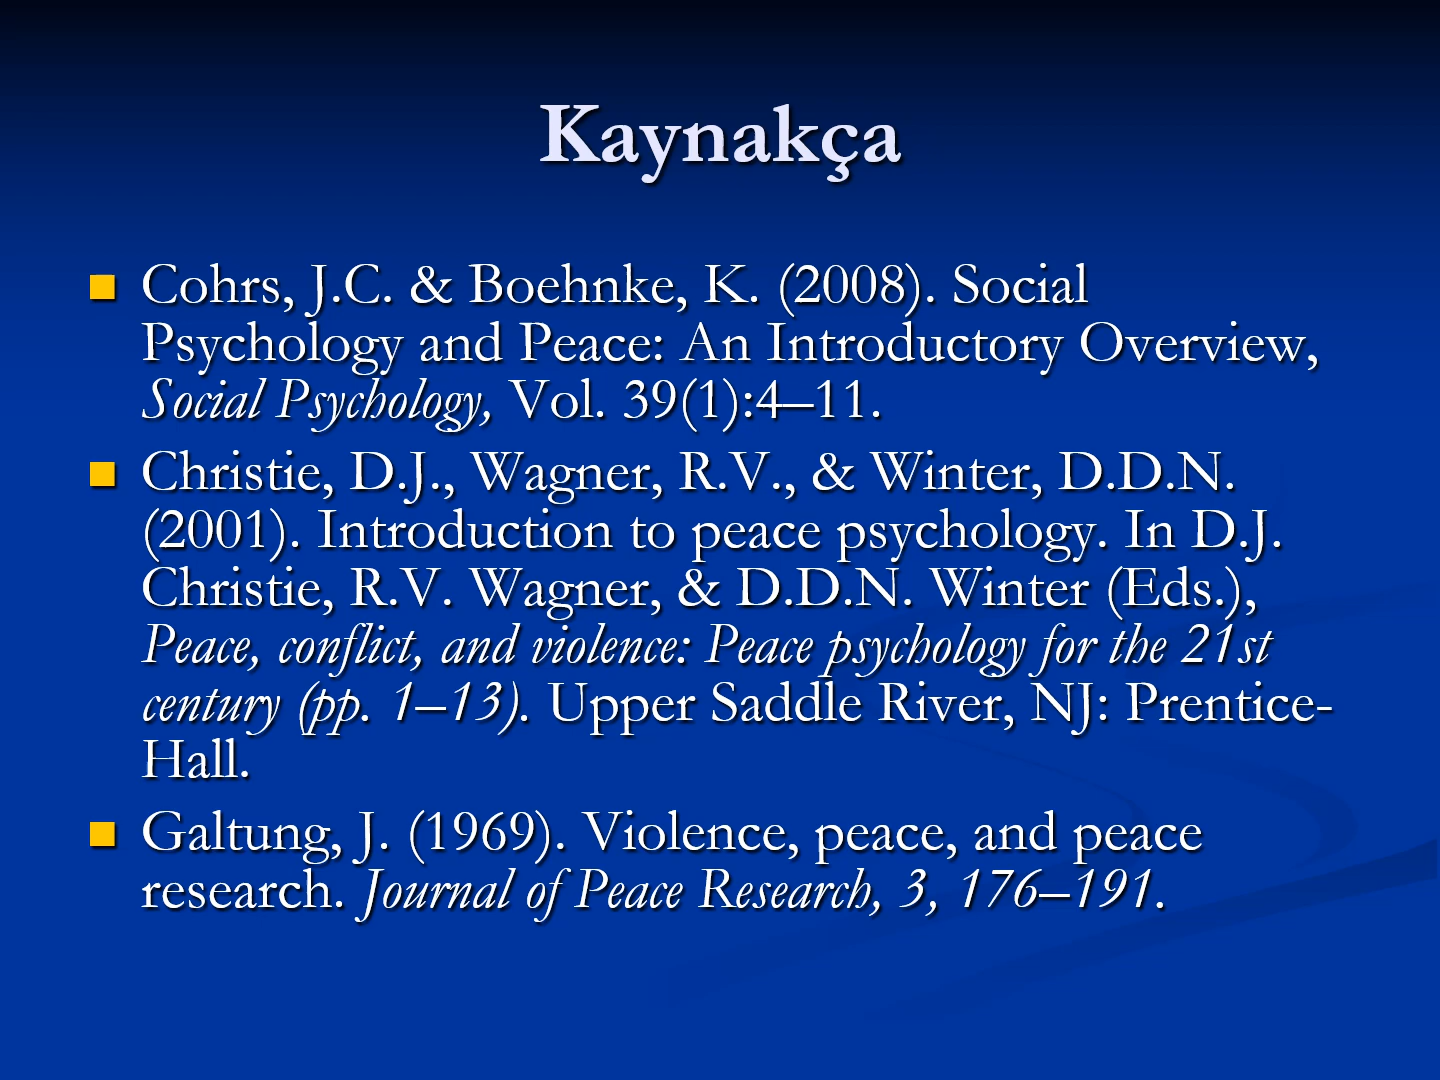 Kaynakça
Cohrs, J.C. & Boehnke, K. (2008). Social
Psychology and Peace: An Introductory Overview,
Social Psychology, Vol. 39(1):4–11.
Christie, D.J., Wagner, R.V., & Winter, D.D.N.
(2001). Introduction to peace psychology. In D.J.
Christie, R.V. Wagner, & D.D.N. Winter (Eds.),
Peace, conflict, and violence: Peace psychology for the 21st
century (pp. 1–13). Upper Saddle River, NJ: Prentice-
Hall.
Galtung, J. (1969). Violence, peace, and peace
research. Journal of Peace Research, 3, 176–191.